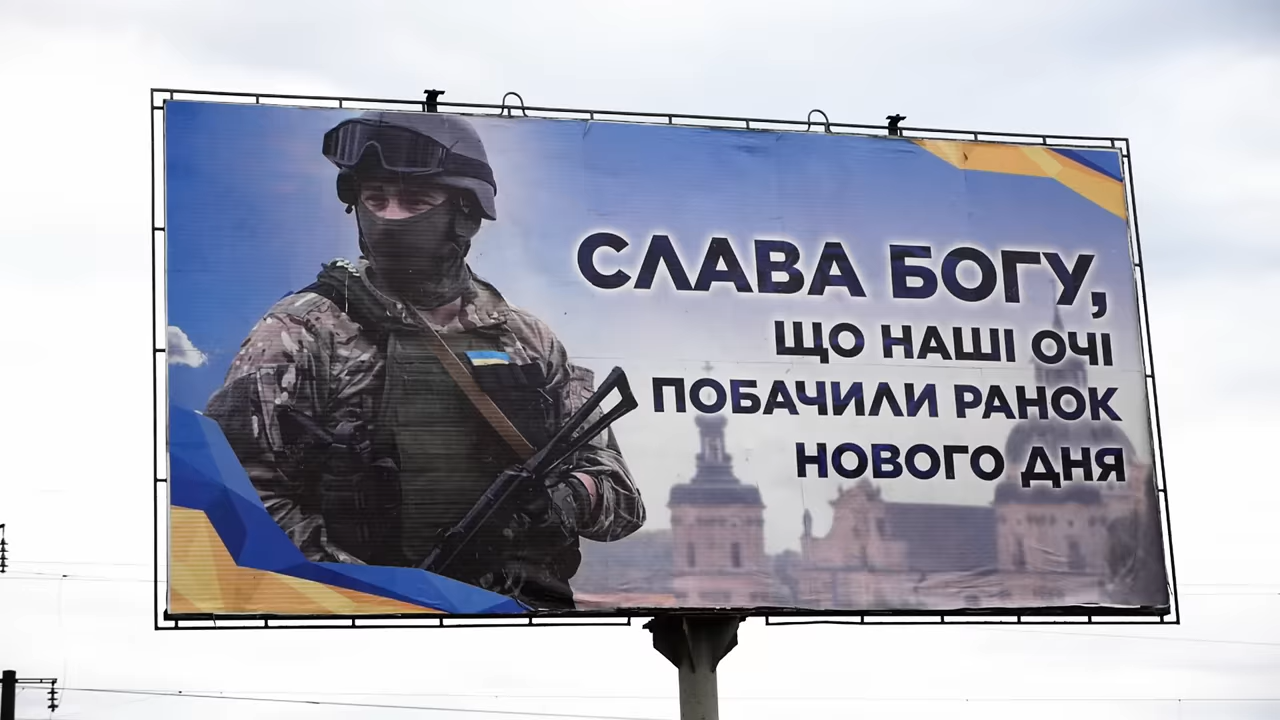 СЛАВА БОГУ,
ЩО НАШІ ОЧІ
ПОБАЧИЛИ РАНОК
НОВОГО ДНЯ